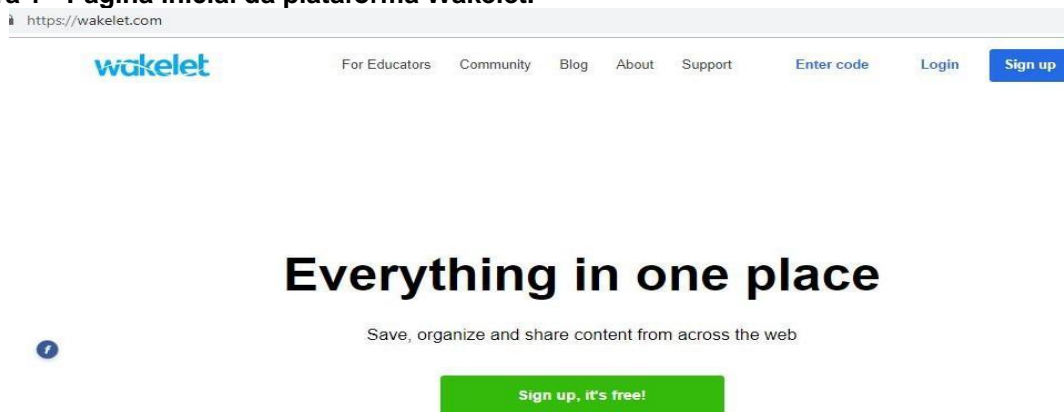 Página inicial da plataforma Wakelet.
https://wakelet.com
wakelet
For Educators Community Blog About Support Enter code Login Sign up
Everything in one place
Save, organize and share content from across the web
f
Sign up, it's free!